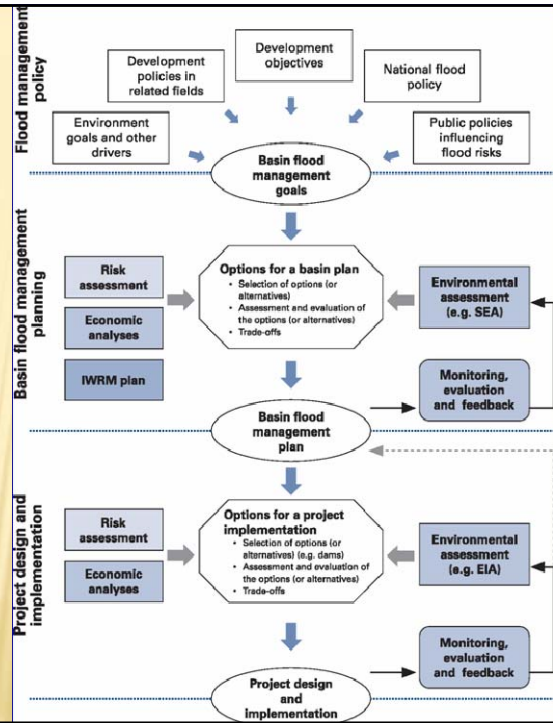 Flood management
policy
Development
policies in
related fields
Development
objectives
National flood
policy
Environment
goals and other
drivers
Public policies
influencing
flood risks
Basin flood
management
goals
Basin flood management
planning
Risk
assessment
Economic
analyses
IWRM plan
Options for a basin plan
• Selection of options (or
alternatives)
• Assessment and evaluation of
the options (or alternatives)
• Trade-offs
Environmental
assessment
(e.g. SEA)
Monitoring,
evaluation
and feedback
Basin flood
management
plan
Project design and
implementation
Risk
assessment
Economic
analyses
Options for a project
implementation
• Selection of options (or
alternatives) (e.g. dams)
• Assessment and evaluation of
the options (or alternatives)
• Trade-offs
Environmental
assessment
(e.g. EIA)
Monitoring,
evaluation
and feedback
Project design
and
implementation